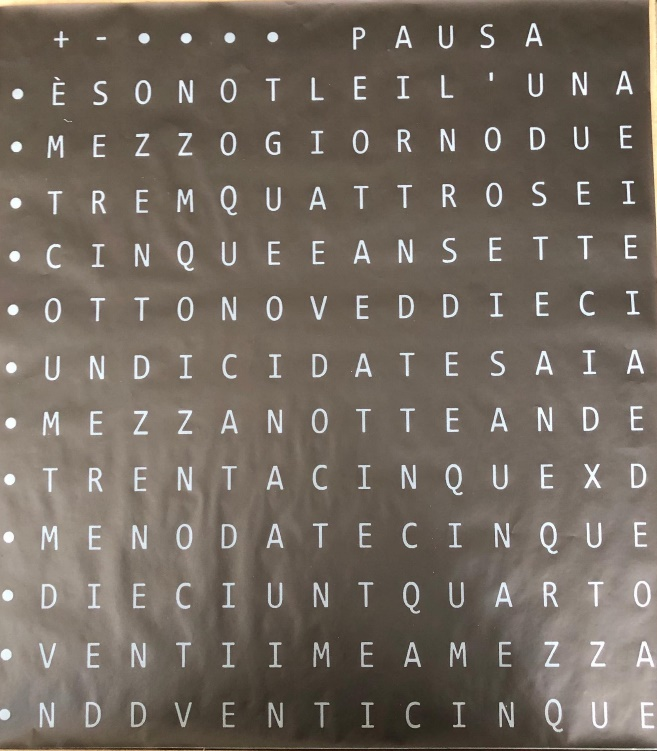 + - • • • • PAUSA
• ÈSONOTLEIL'UNA
• MEZZOGIORNODUE
• TREMQUATTROSEI
• CINQUEEANSETTE
• OTTONOVEDDIECI
• UNDICIDATESAIA
• MEZZANOTTEANDE
• TRENTACINQUEXD
• MENODATECINQUE
• DIECIUNTQUARTO
• VENTIIMEAMEZZA
• NDDVENTICINQUE